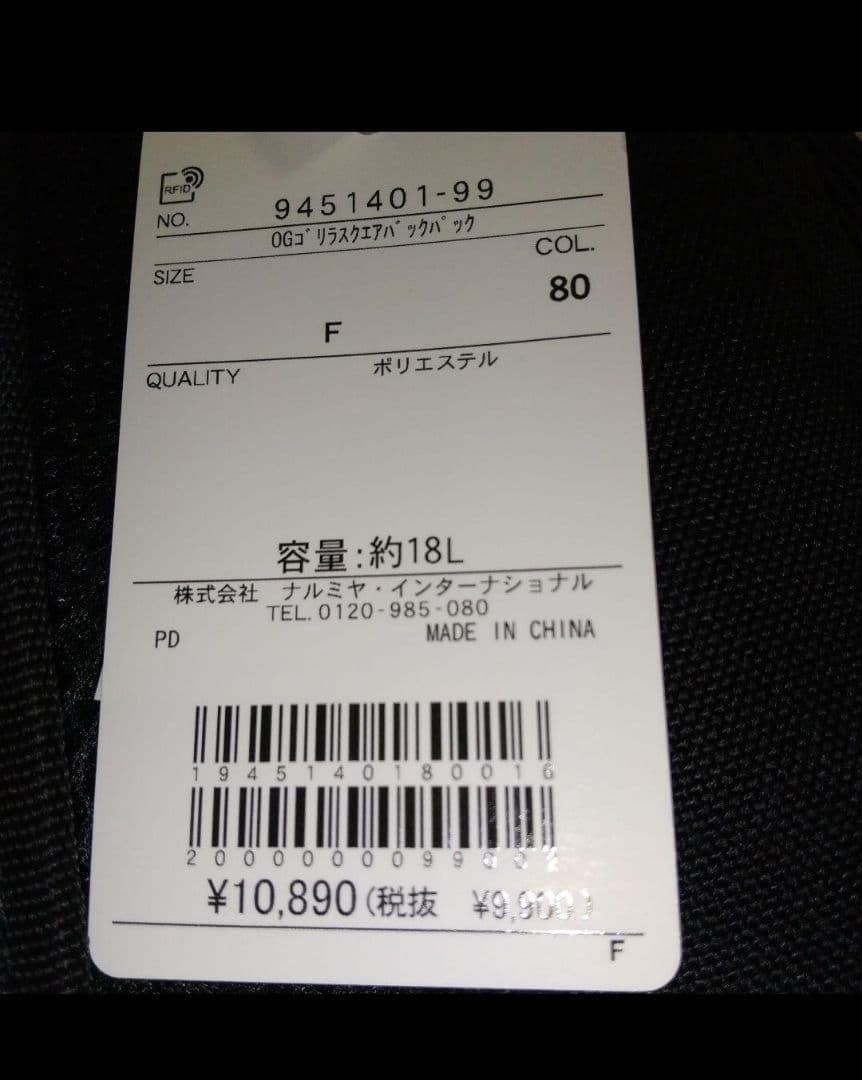 RFID
NO. 9451401-99
OGｺﾞﾘﾗｽｸｴｱﾊﾞｯｸﾊﾟｯｸ
SIZE COL.
F 80
QUALITY ポリエステル
容量:約18L
株式会社 ナルミヤ・インターナショナル
TEL. 0120-985-080
PD MADE IN CHINA
1945140180016
¥10,890(税抜 ¥9,900)
F